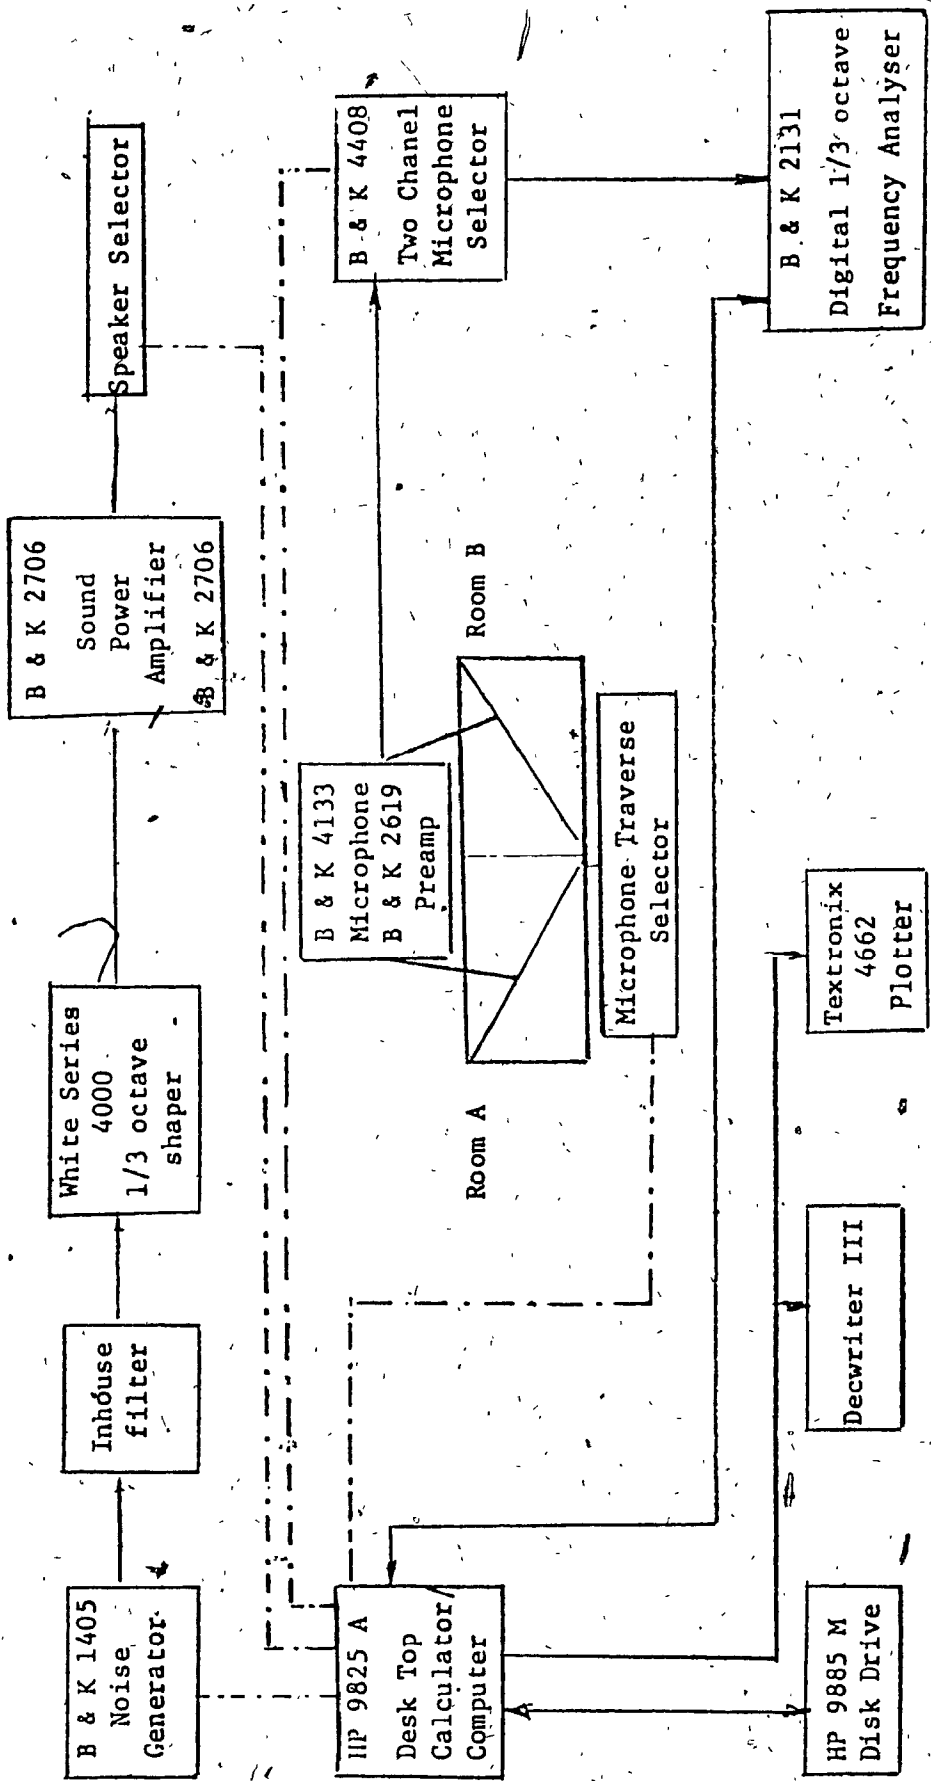 B & K 1405
Noise
Generator
Inhouse
filter
White Series
4000
1/3 octave
shaper
B & K 2706
Sound
Power
Amplifier
B & K 2706
Speaker Selector
HP 9825 A
Desk Top
Calculator/
Computer
B & K 4133
Microphone
B & K 2619
Preamp
B & K 4408
Two Chanel
Microphone
Selector
Room A
Room B
Microphone Traverse
Selector
HP 9885 M
Disk Drive
Decwriter III
Textronix
4662
Plotter
B & K 2131
Digital 1/3 octave
Frequency Analyser